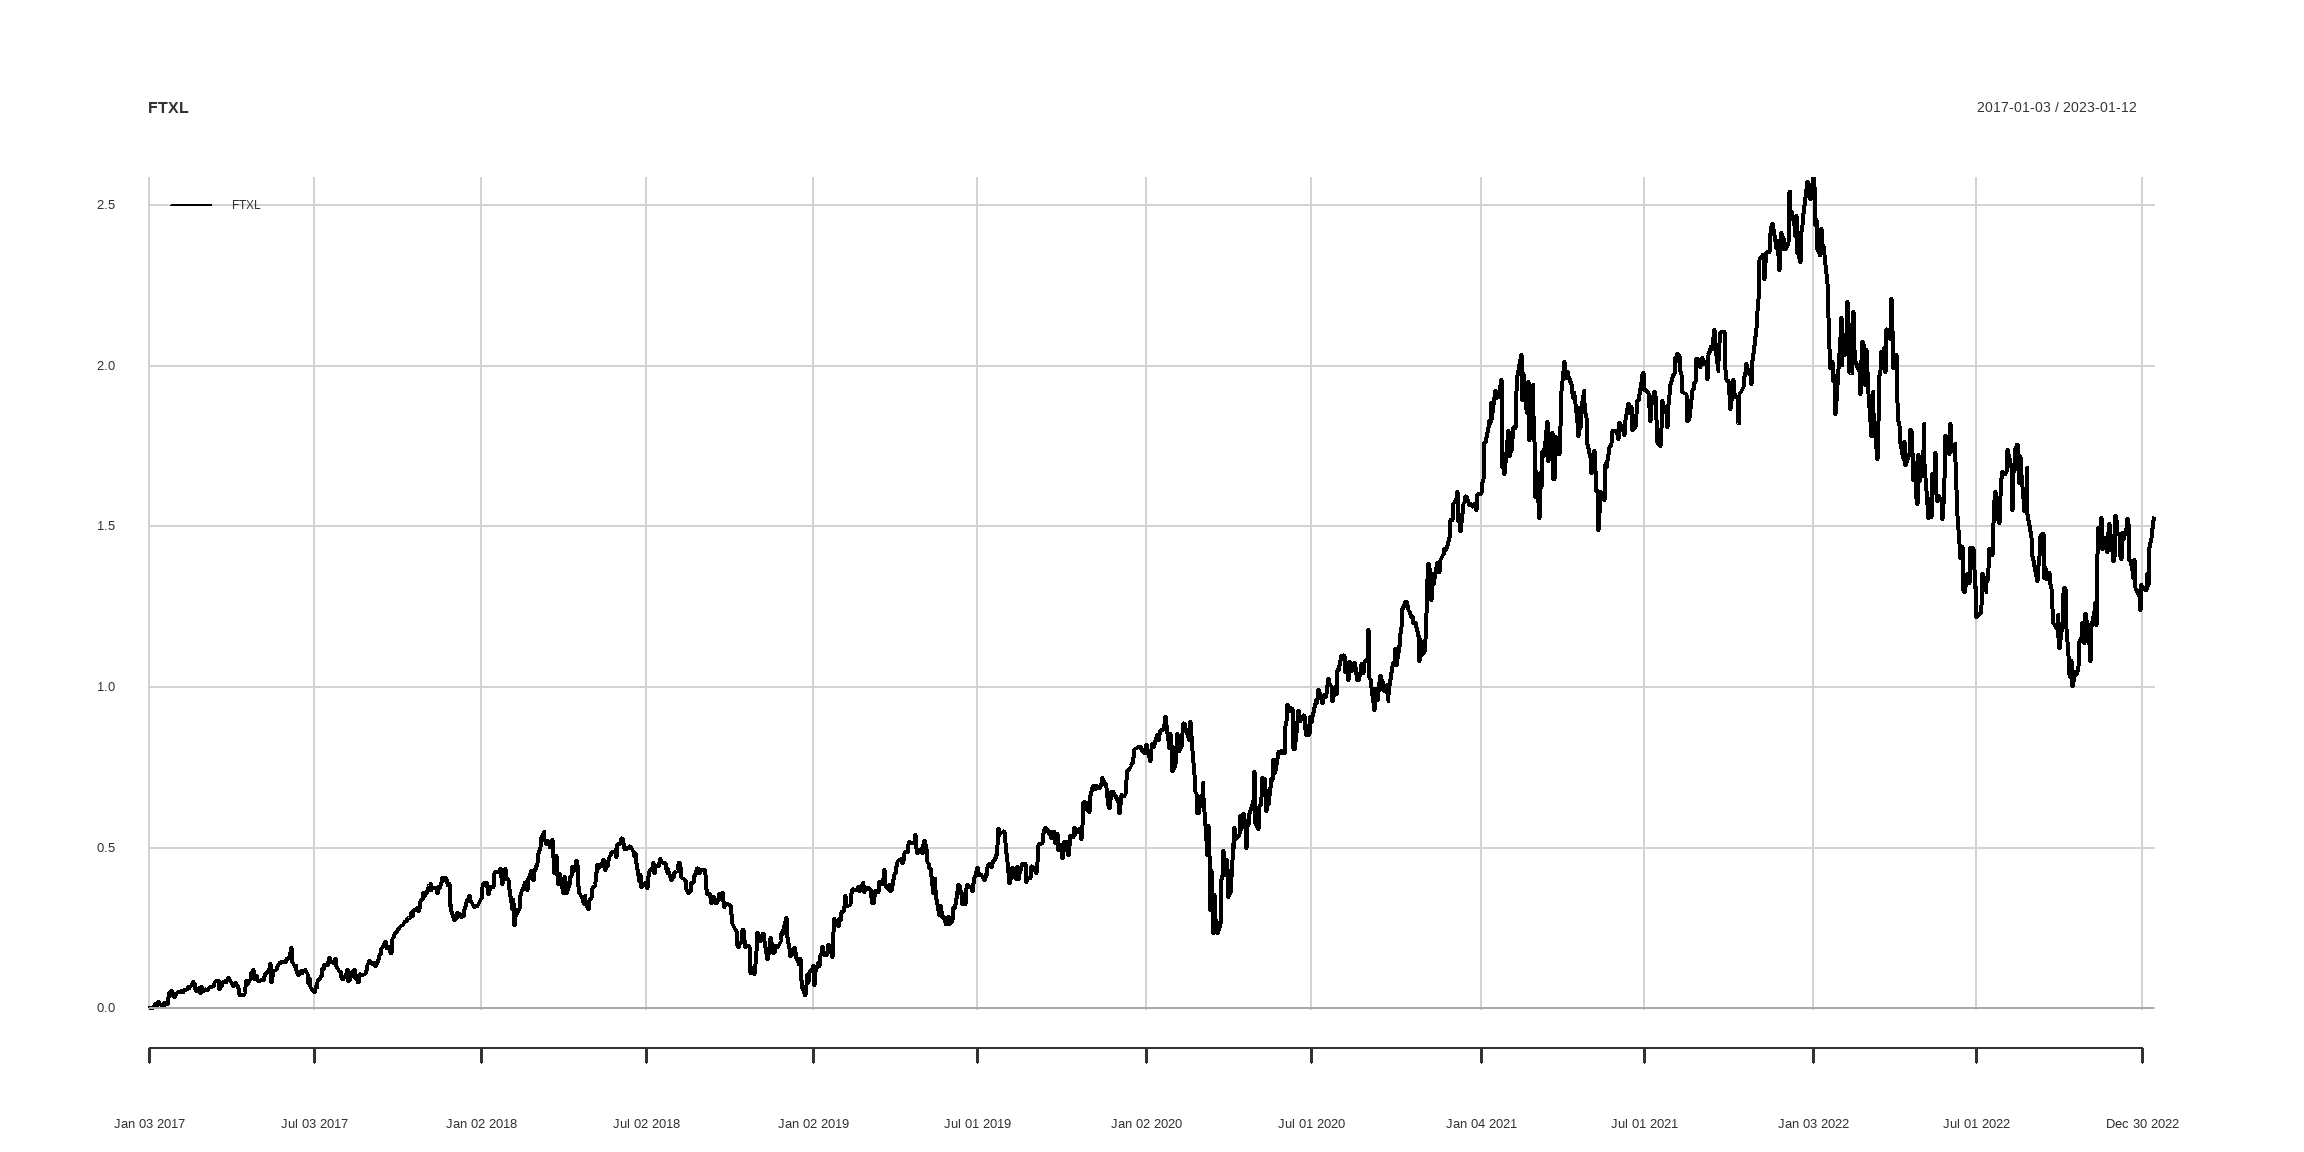 FTXL
2017-01-03 / 2023-01-12
FTXL
2.5
2.0
1.5
1.0
0.5
0.0
Jan 03 2017
Jul 03 2017
Jan 02 2018
Jul 02 2018
Jan 02 2019
Jul 01 2019
Jan 02 2020
Jul 01 2020
Jan 04 2021
Jul 01 2021
Jan 03 2022
Jul 01 2022
Dec 30 2022